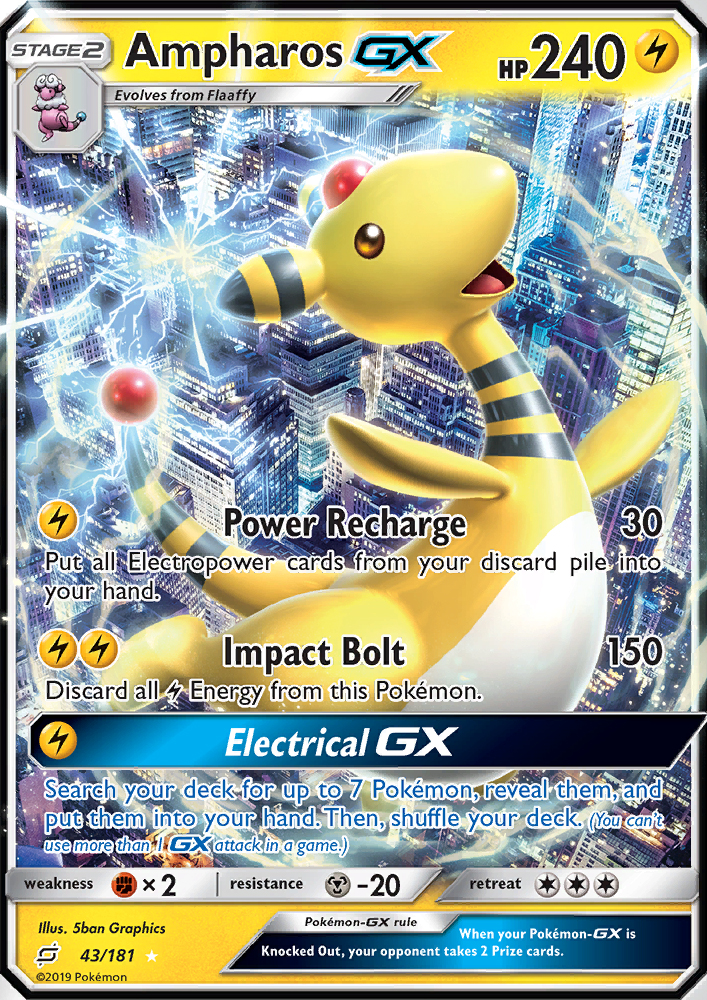 STAGE2 Ampharos GX HP240
Evolves from Flaaffy
Power Recharge 30
Put all Electropower cards from your discard pile into
your hand.
Impact Bolt 150
Discard all Energy from this Pokémon.
Electrical GX
Search your deck for up to 7 Pokémon, reveal them, and
put them into your hand. Then, shuffle your deck. (You can't
use more than 1 GX attack in a game.)
weakness ×2 resistance -20 retreat
Illus. 5ban Graphics
43/181
©2019 Pokémon
Pokémon-GX rule
When your Pokémon-GX is
Knocked Out, your opponent takes 2 Prize cards.